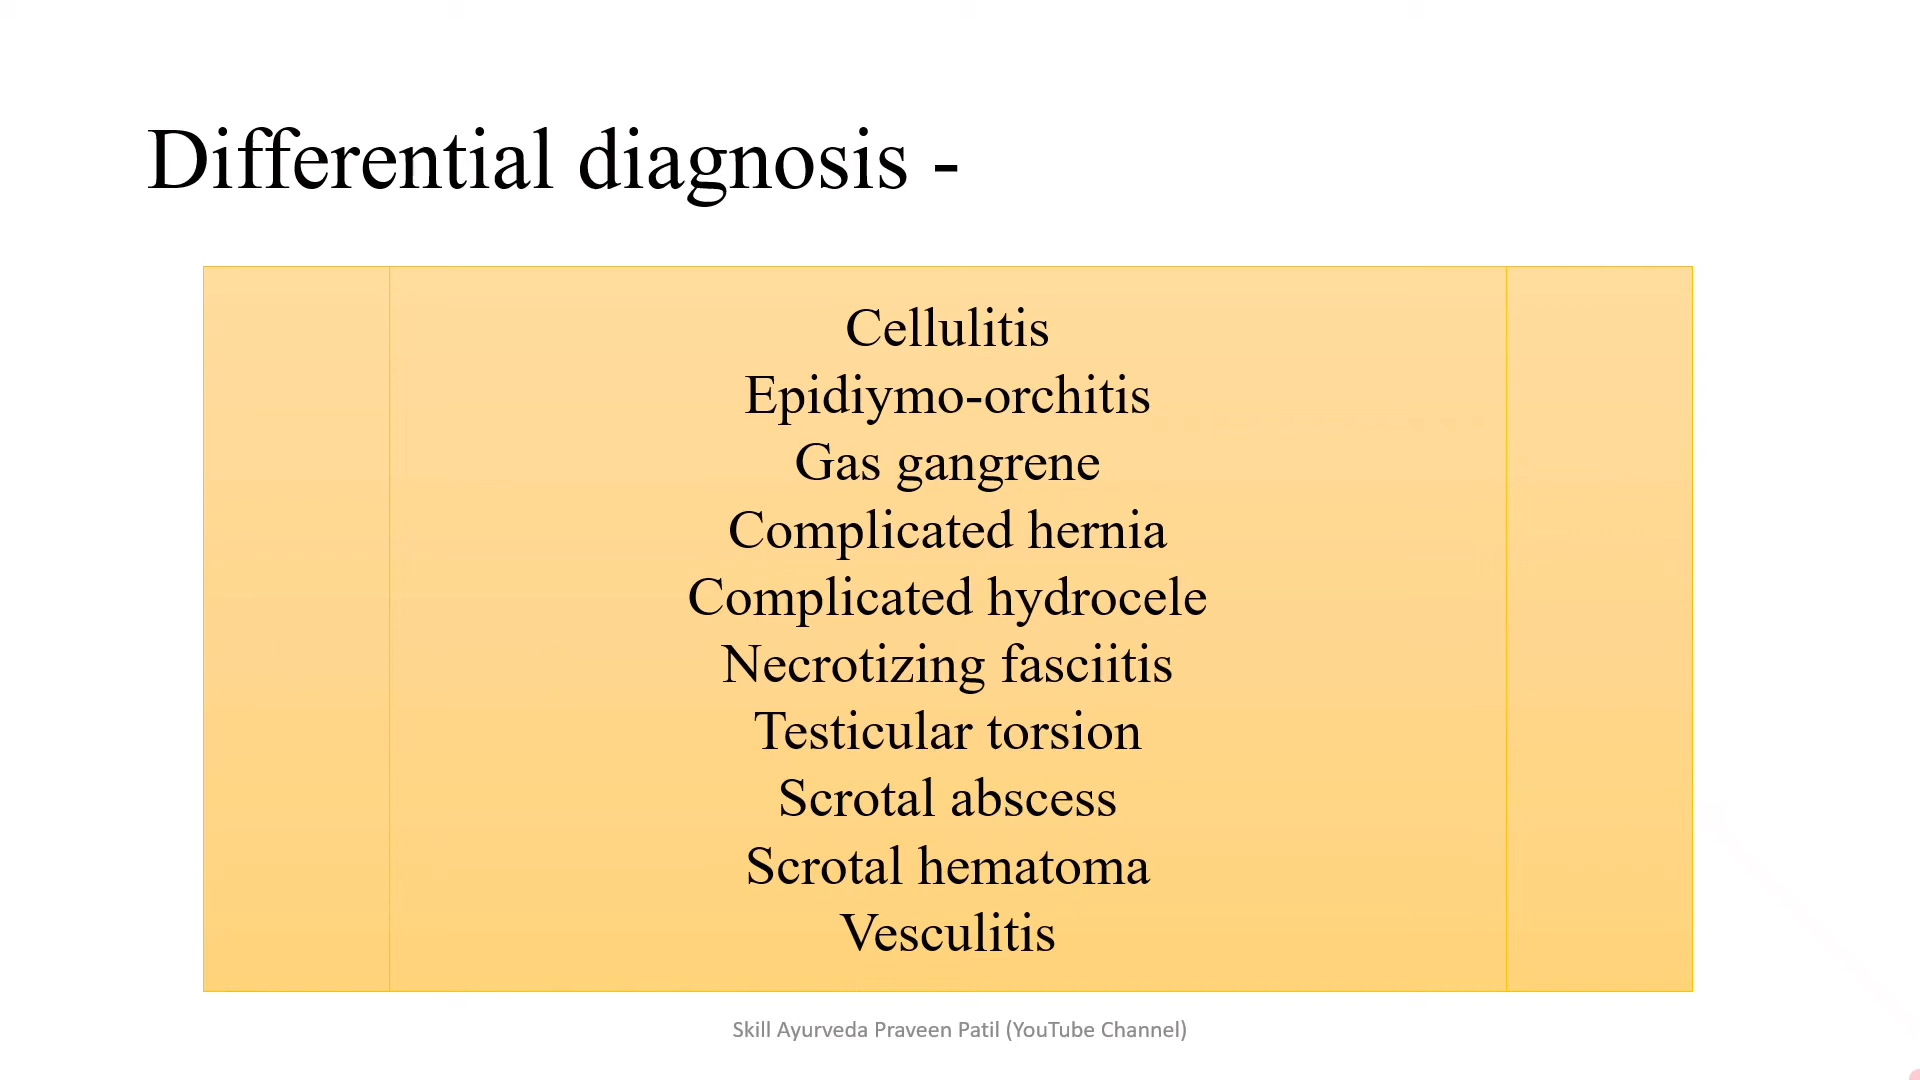 Differential diagnosis -
Cellulitis
Epidiymo-orchitis
Gas gangrene
Complicated hernia
Complicated hydrocele
Necrotizing fasciitis
Testicular torsion
Scrotal abscess
Scrotal hematoma
Vesculitis
Skill Ayurveda Praveen Patil (YouTube Channel)